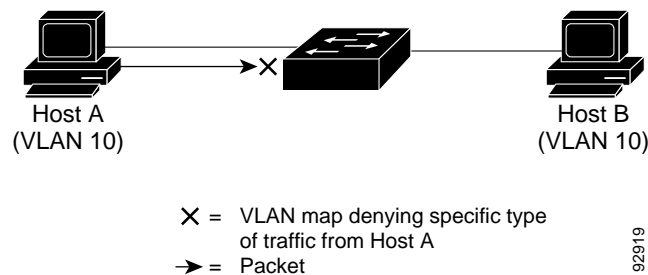 Host A
(VLAN 10)
Host B
(VLAN 10)
= VLAN map denying specific type
of traffic from Host A
= Packet
92919